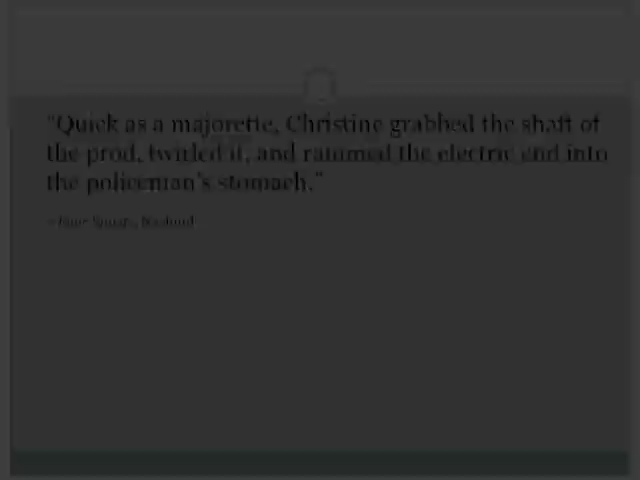 "Quick as a majorette, Christine grabbed the shaft of
the prod, twirled it, and rammed the electric end into
the policeman's stomach."